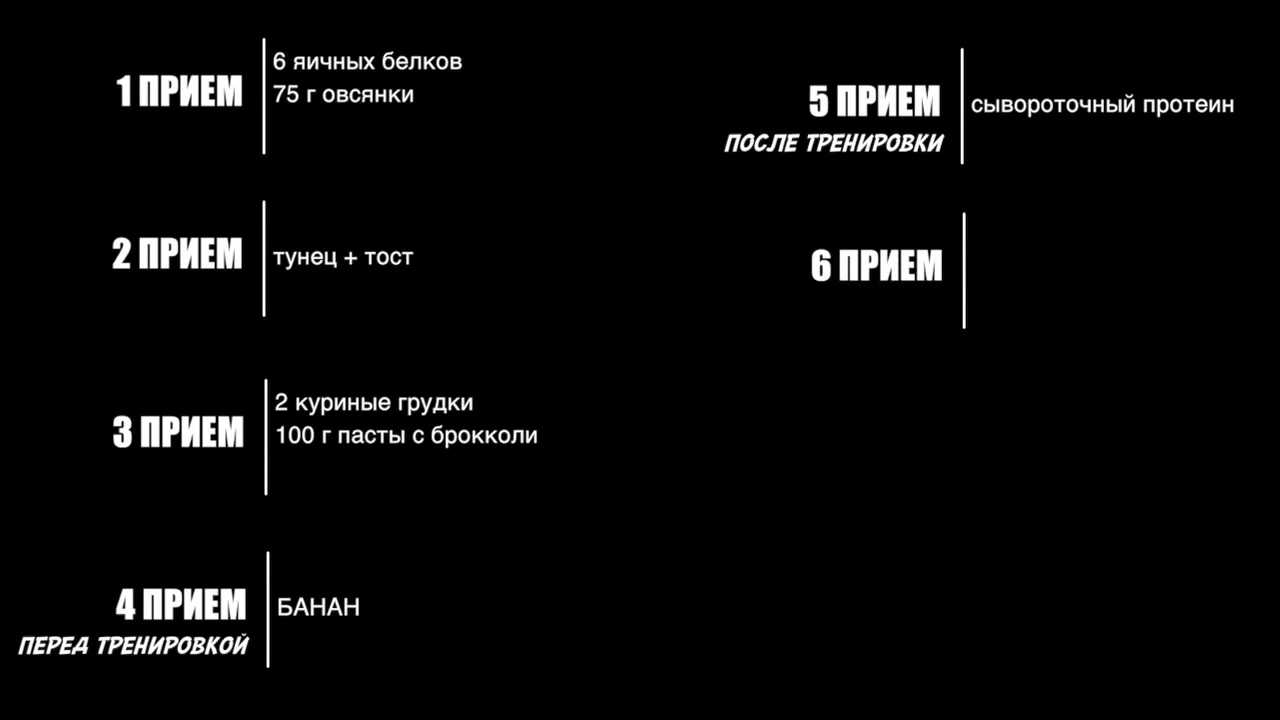 1 ПРИЕМ
6 яичных белков
75 г овсянки
2 ПРИЕМ
тунец + тост
3 ПРИЕМ
2 куриные грудки
100 г пасты с брокколи
4 ПРИЕМ
ПЕРЕД ТРЕНИРОВКОЙ
БАНАН
5 ПРИЕМ
ПОСЛЕ ТРЕНИРОВКИ
сывороточный протеин
6 ПРИЕМ